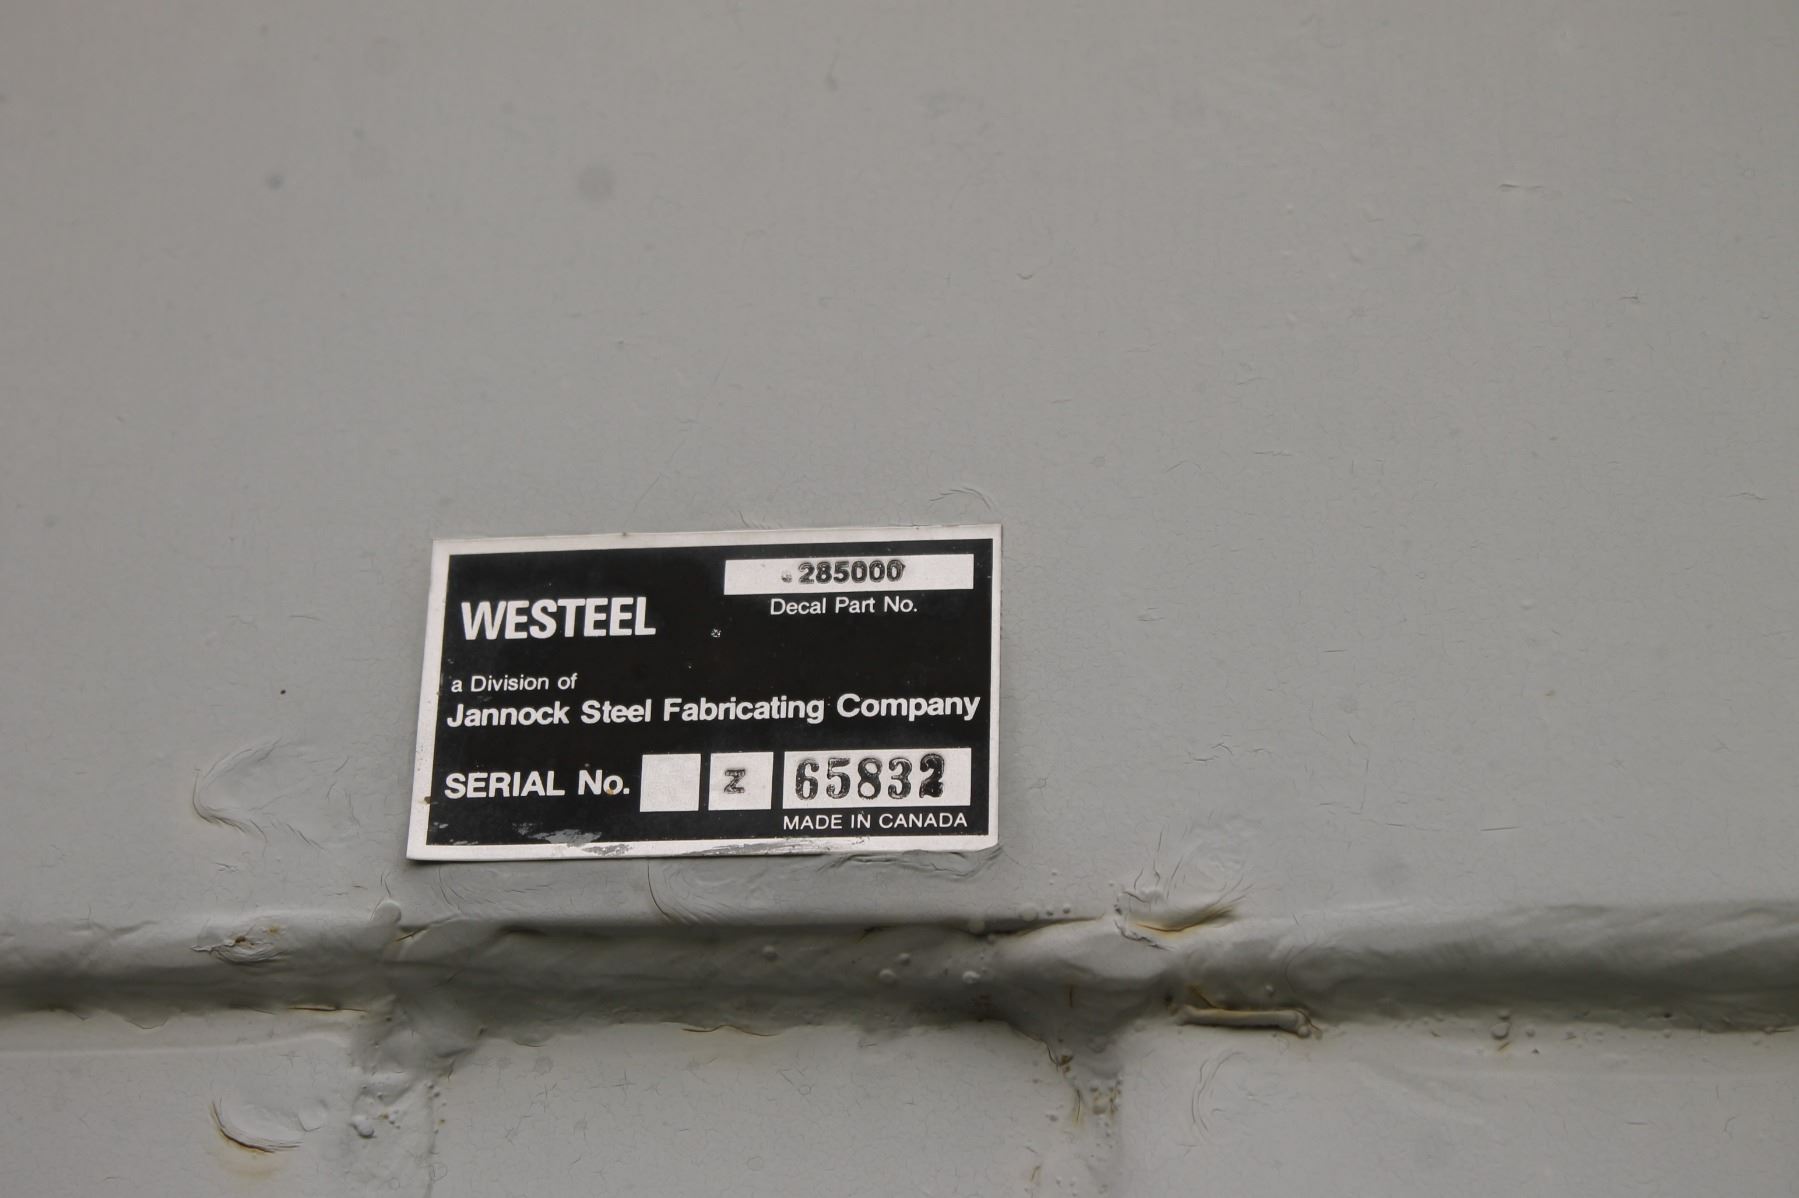 285000
Decal Part No.
WESTEEL
a Division of
Jannock Steel Fabricating Company
SERIAL No. Z 65832
MADE IN CANADA